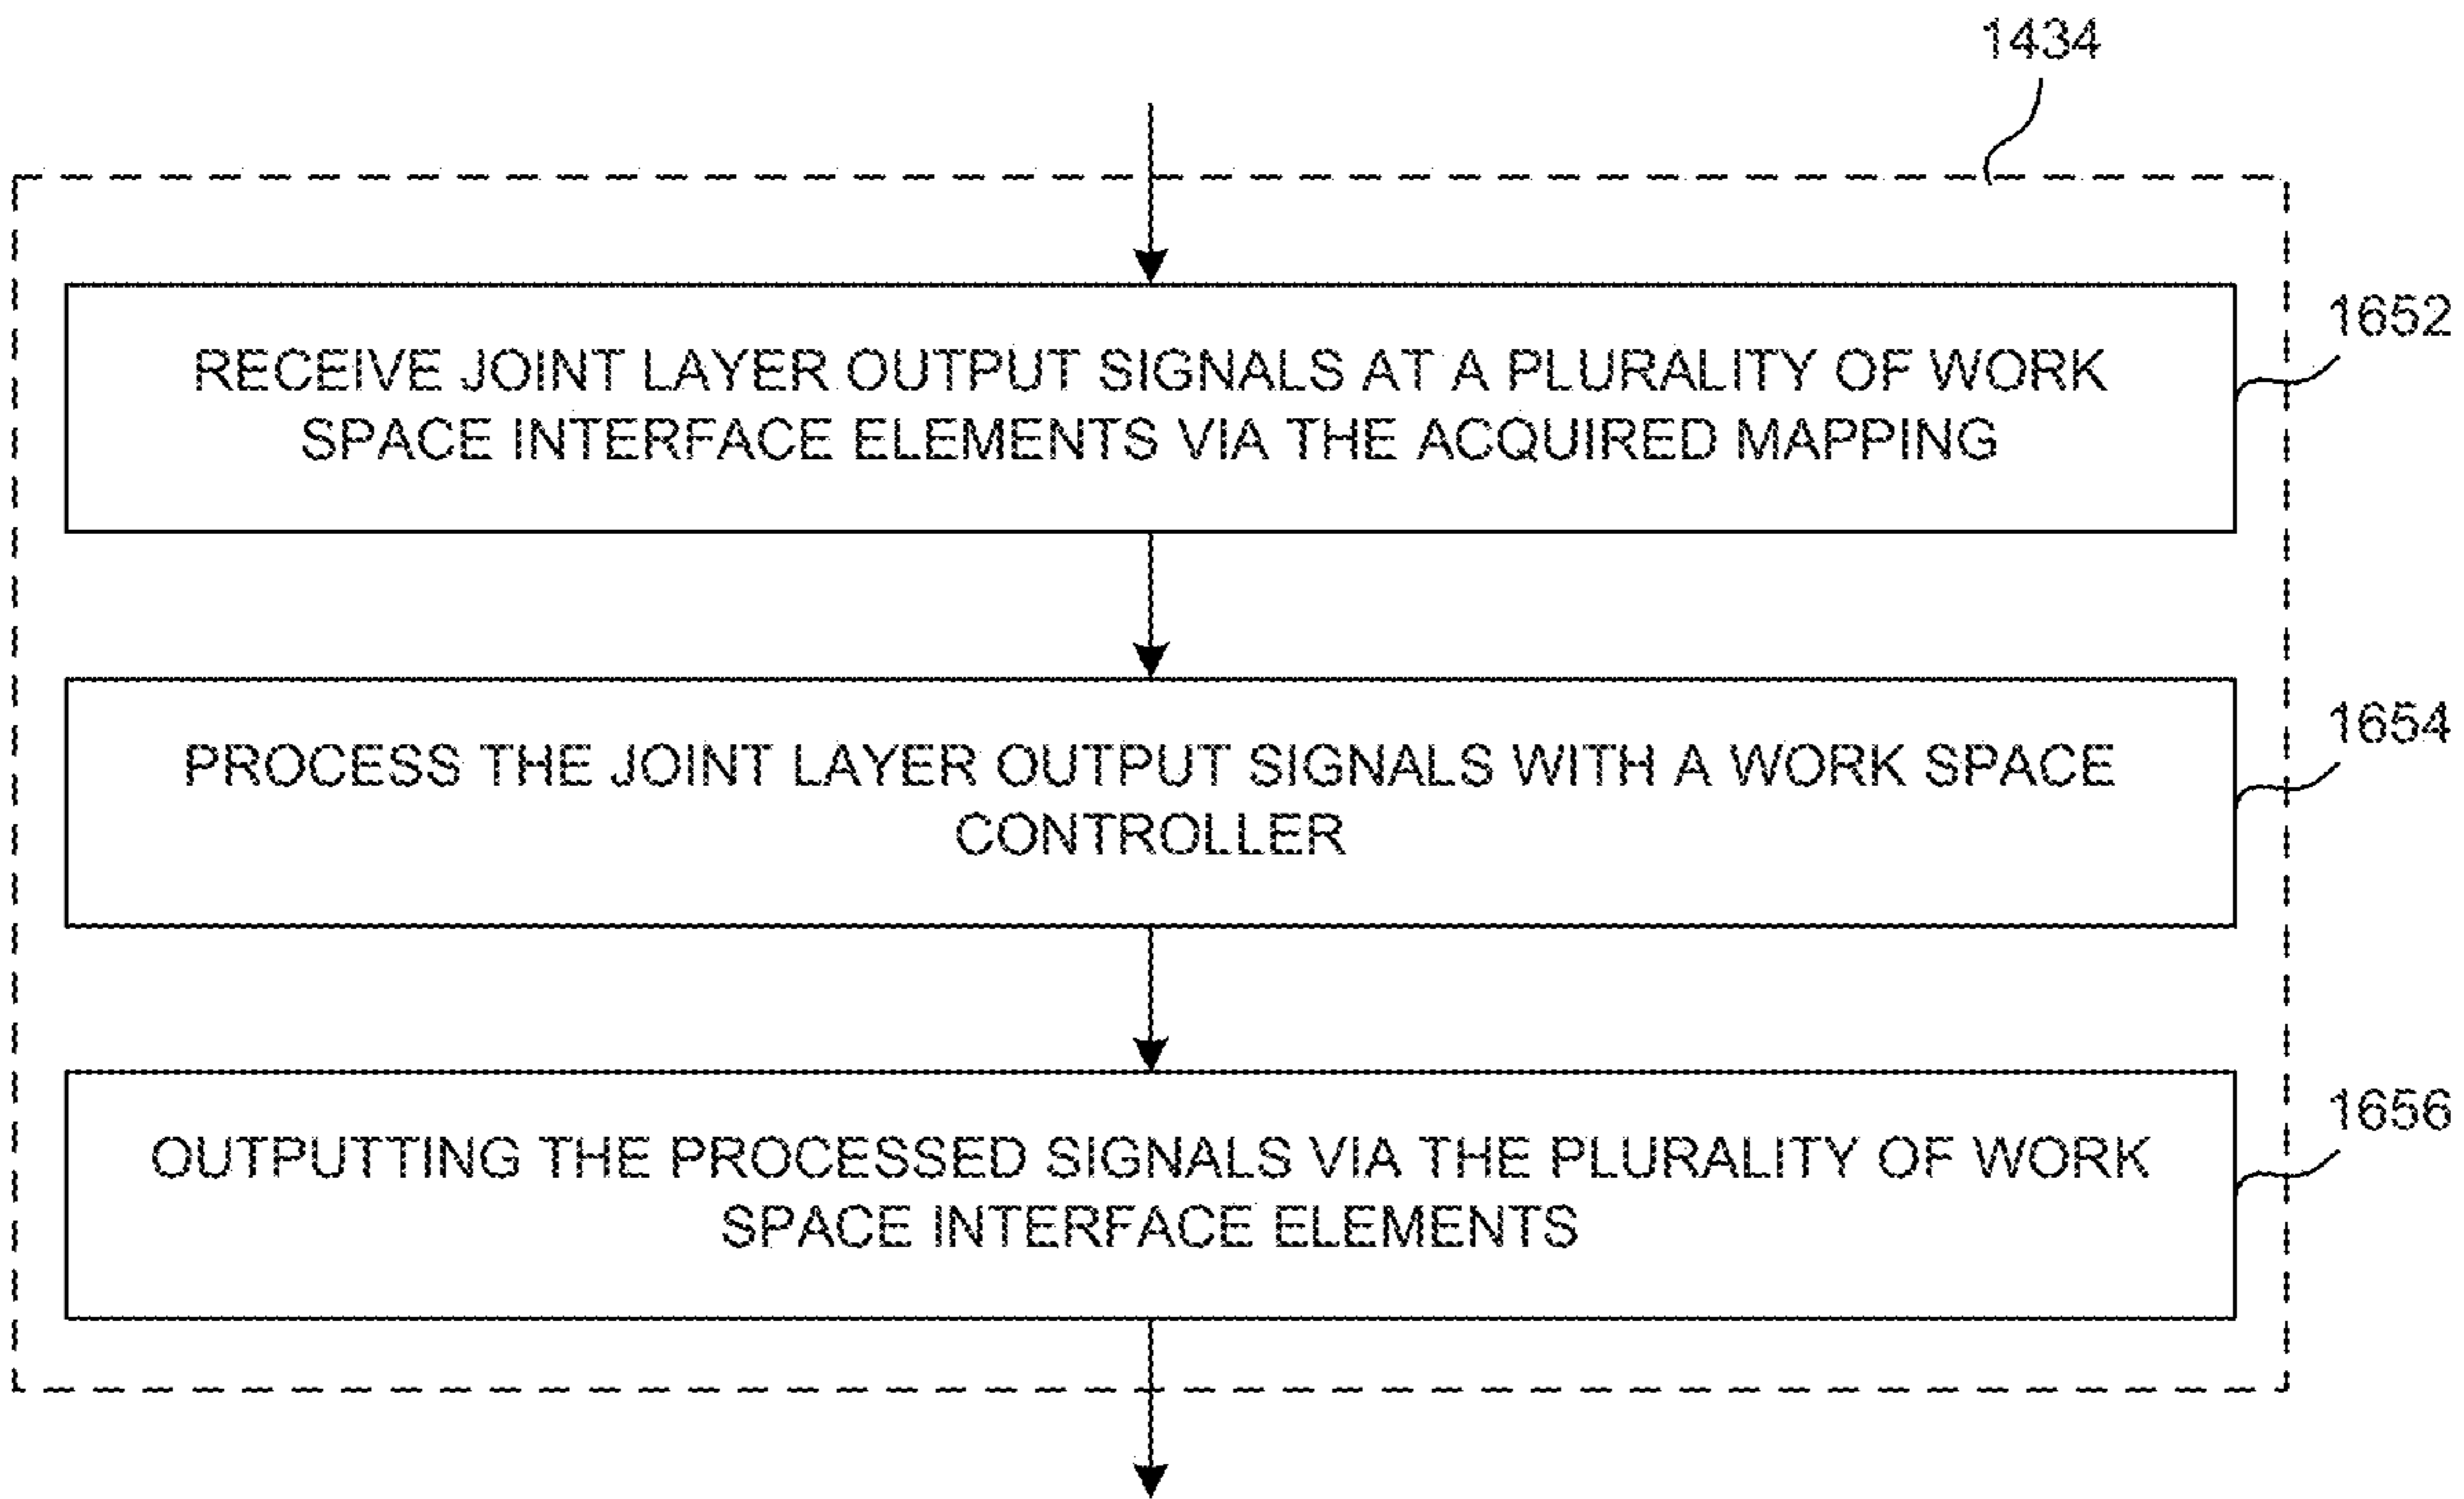 1434
RECEIVE JOINT LAYER OUTPUT SIGNALS AT A PLURALITY OF WORK
SPACE INTERFACE ELEMENTS VIA THE ACQUIRED MAPPING
1652
PROCESS THE JOINT LAYER OUTPUT SIGNALS WITH A WORK SPACE
CONTROLLER
1654
OUTPUTTING THE PROCESSED SIGNALS VIA THE PLURALITY OF WORK
SPACE INTERFACE ELEMENTS
1656